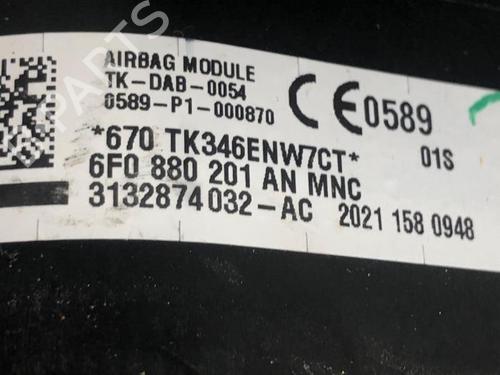 AIRBAG MODULE
TK-DAB-0054
0589-P1-000870
CE0589
*670 TK346ENW7CT*
01S
6F0 880 201 AN MNC
3132874032-AC 2021 158 0948